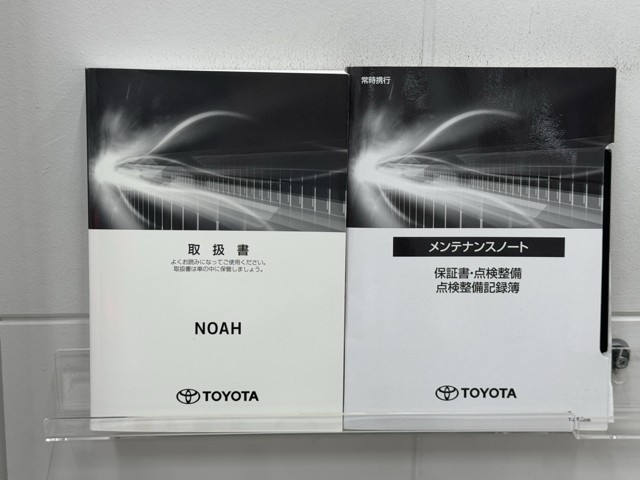 取扱書
よくお読みになってご使用ください。
取扱書は車の中に保管しましょう。
NOAH
TOYOTA
常時携行
メンテナンスノート
保証書・点検整備
点検整備記録簿
TOYOTA